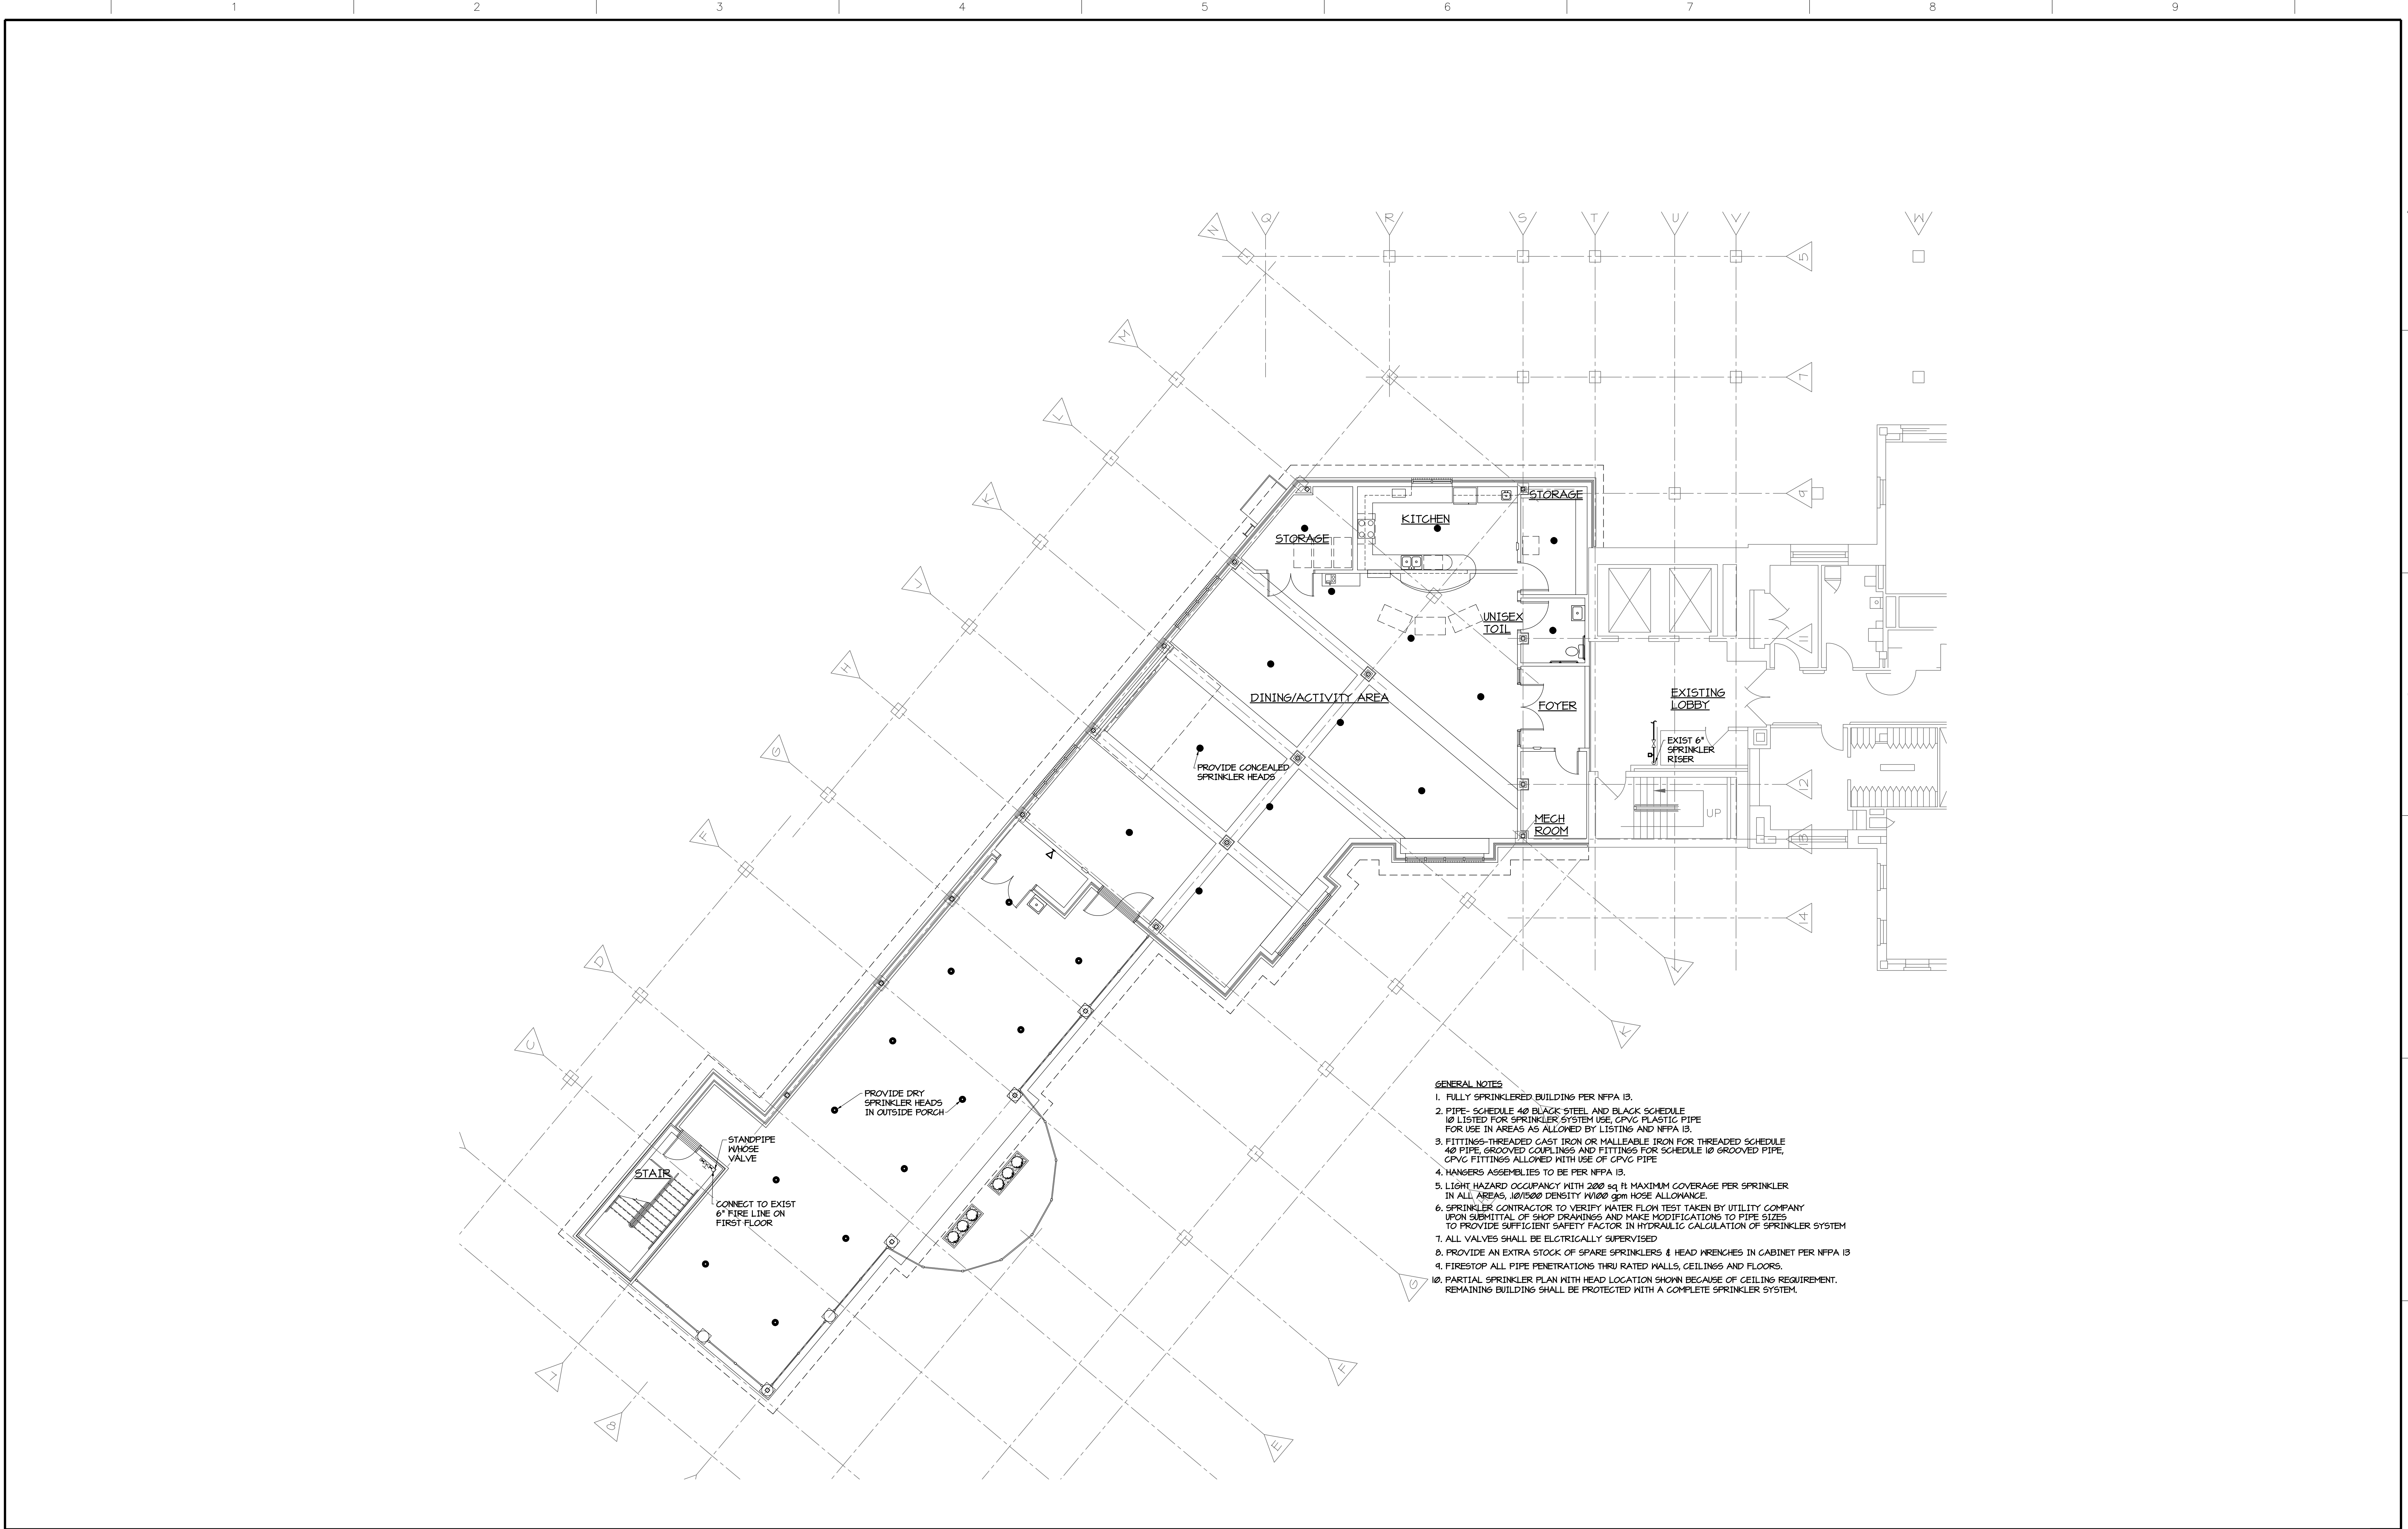 1 2 3 4 5 6 7 8 9
N Q R S T U V W
5
M
7
L
K
9
STORAGE
KITCHEN
STORAGE
J
UNISEX
TOIL
11
H
DINING/ACTIVITY AREA
EXISTING
LOBBY
FOYER
G
EXIST 6"
SPRINKLER
RISER
PROVIDE CONCEALED
SPRINKLER HEADS
12
UP
F
MECH
ROOM
13
14
D
L
K
C
PROVIDE DRY
SPRINKLER HEADS
IN OUTSIDE PORCH
STANDPIPE
W/HOSE
VALVE
STAIR
CONNECT TO EXIST
6" FIRE LINE ON
FIRST FLOOR
GENERAL NOTES
1. FULLY SPRINKLERED BUILDING PER NFPA 13.
2. PIPE- SCHEDULE 40 BLACK STEEL AND BLACK SCHEDULE
10 LISTED FOR SPRINKLER SYSTEM USE, CPVC PLASTIC PIPE
FOR USE IN AREAS AS ALLOWED BY LISTING AND NFPA 13.
3. FITTINGS-THREADED CAST IRON OR MALLEABLE IRON FOR THREADED SCHEDULE
40 PIPE, GROOVED COUPLINGS AND FITTINGS FOR SCHEDULE 10 GROOVED PIPE,
CPVC FITTINGS ALLOWED WITH USE OF CPVC PIPE
4. HANGERS ASSEMBLIES TO BE PER NFPA 13.
5. LIGHT HAZARD OCCUPANCY WITH 200 sq ft MAXIMUM COVERAGE PER SPRINKLER
IN ALL AREAS, .10/1500 DENSITY W/100 gpm HOSE ALLOWANCE.
6. SPRINKLER CONTRACTOR TO VERIFY WATER FLOW TEST TAKEN BY UTILITY COMPANY
UPON SUBMITTAL OF SHOP DRAWINGS AND MAKE MODIFICATIONS TO PIPE SIZES
TO PROVIDE SUFFICIENT SAFETY FACTOR IN HYDRAULIC CALCULATION OF SPRINKLER SYSTEM
7. ALL VALVES SHALL BE ELCTRICALLY SUPERVISED
8. PROVIDE AN EXTRA STOCK OF SPARE SPRINKLERS & HEAD WRENCHES IN CABINET PER NFPA 13
9. FIRESTOP ALL PIPE PENETRATIONS THRU RATED WALLS, CEILINGS AND FLOORS.
10. PARTIAL SPRINKLER PLAN WITH HEAD LOCATION SHOWN BECAUSE OF CEILING REQUIREMENT.
REMAINING BUILDING SHALL BE PROTECTED WITH A COMPLETE SPRINKLER SYSTEM.
G
F
7
B
E